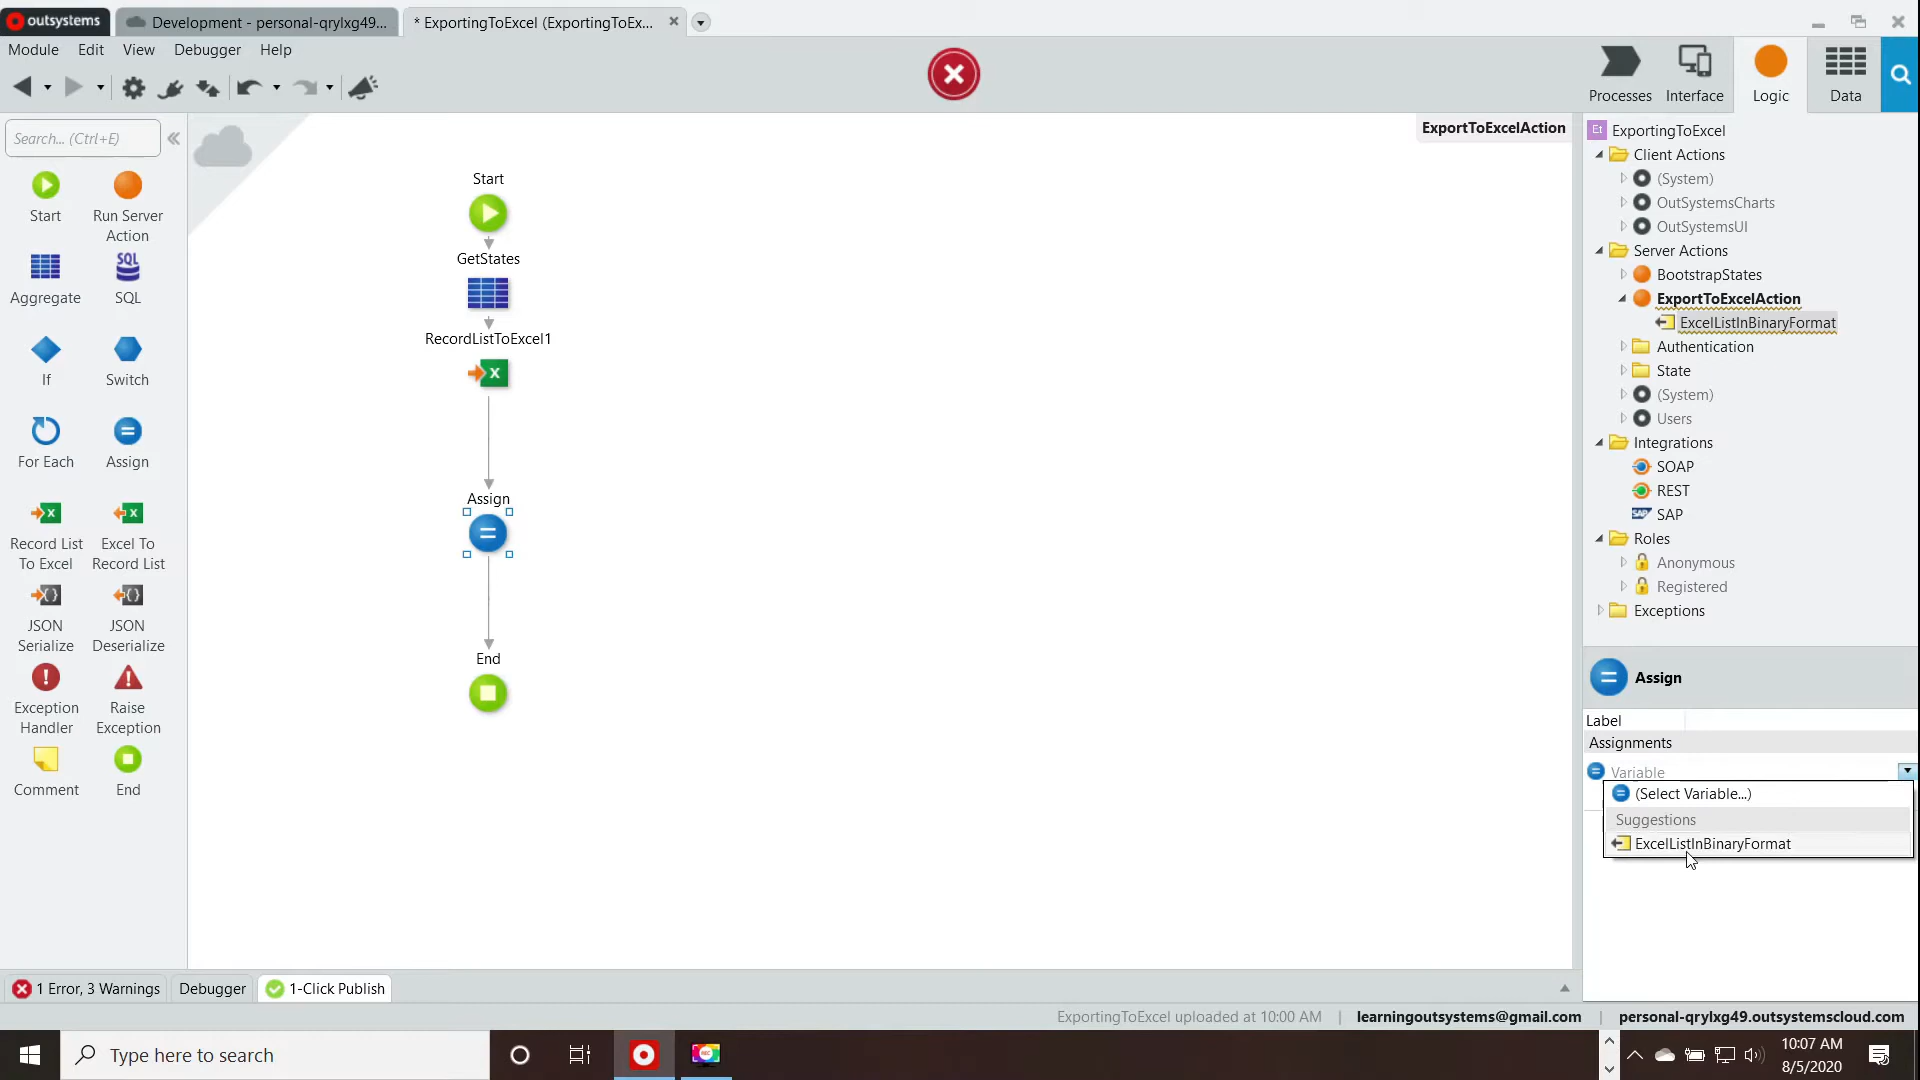 outsystems
Development - personal-qrylxg49...
* ExportingToExcel (ExportingToEx...
Module Edit View Debugger Help
Processes
Interface
Logic
Data
Search... (Ctrl+E)
Start
Run Server
Action
Aggregate
SQL
SQL
If
Switch
For Each
Assign
Record List
To Excel
Excel To
Record List
JSON
Serialize
JSON
Deserialize
Exception
Handler
Raise
Exception
Comment
End
ExportToExcelAction
Start
GetStates
RecordListToExcel1
Assign
End
Et ExportingToExcel
Client Actions
(System)
OutSystemsCharts
OutSystemsUI
Server Actions
BootstrapStates
ExportToExcelAction
ExcelListInBinaryFormat
Authentication
State
(System)
Users
Integrations
SOAP
REST
SAP SAP
Roles
Anonymous
Registered
Exceptions
Assign
Label
Assignments
Variable
(Select Variable...)
Suggestions
ExcelListInBinaryFormat
1 Error, 3 Warnings
Debugger
1-Click Publish
ExportingToExcel uploaded at 10:00 AM | learningoutsystems@gmail.com | personal-qrylxg49.outsystemscloud.com
Type here to search
REC
10:07 AM
8/5/2020